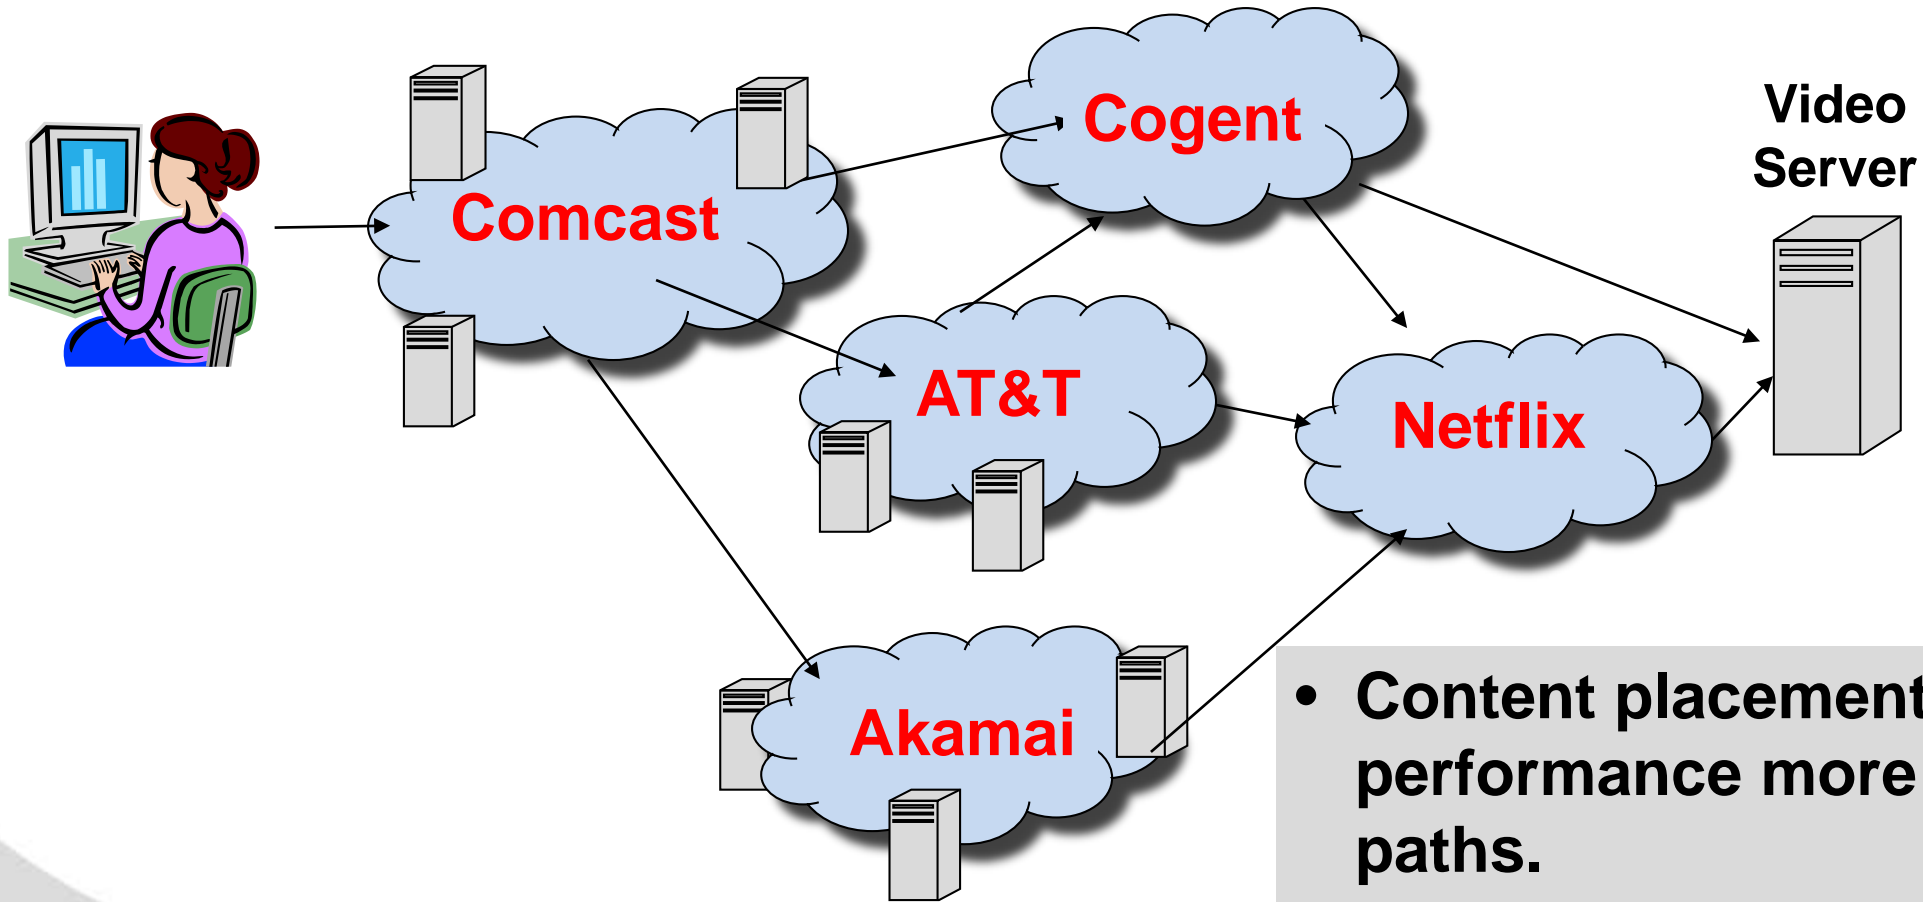 Cogent
Video
Server
Comcast
AT&T
Netflix
Akamai
• Content placement
performance more
paths.